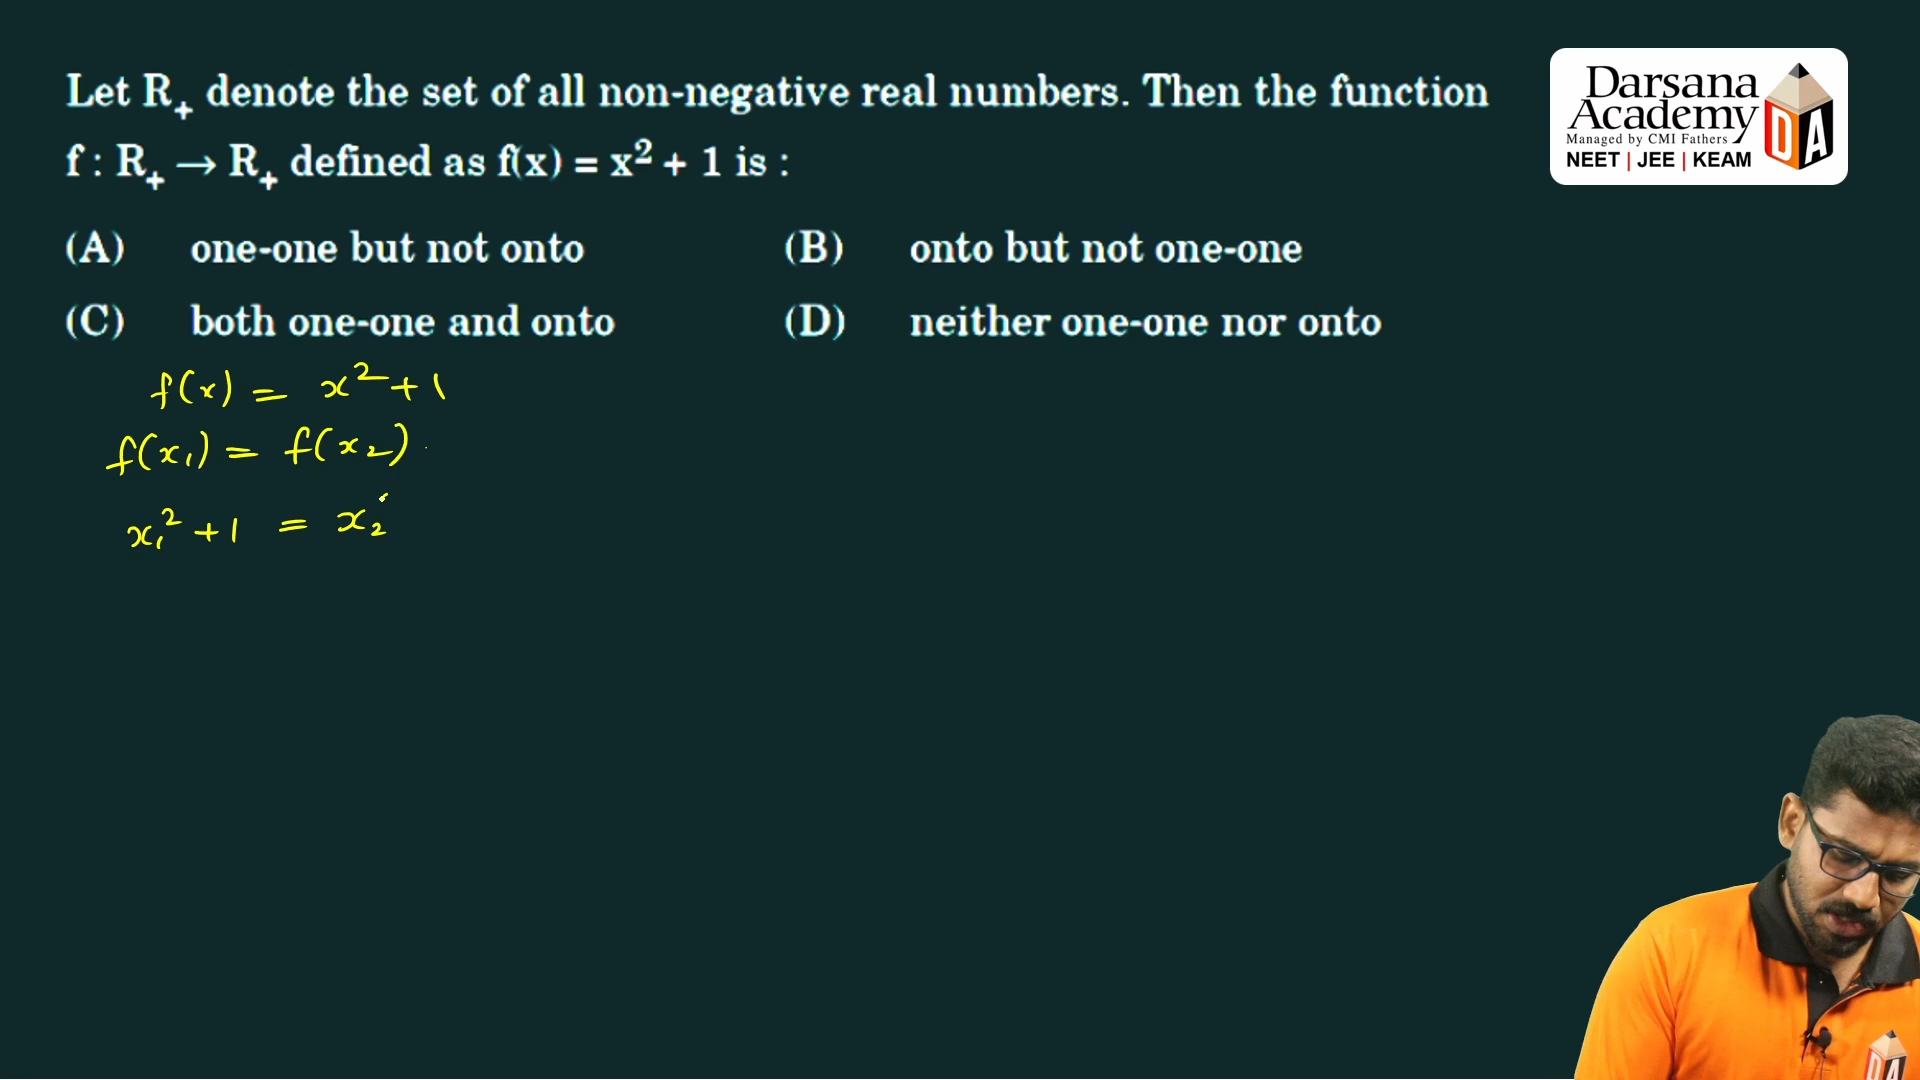 Let R₊ denote the set of all non-negative real numbers. Then the function
f : R₊ → R₊ defined as f(x) = x² + 1 is :
(A) one-one but not onto (B) onto but not one-one
(C) both one-one and onto (D) neither one-one nor onto
f(x) = x² + 1
f(x₁) = f(x₂)
x₁² + 1 = x₂
Darsana
Academy
Managed by CMI Fathers
NEET | JEE | KEAM
DA
DA